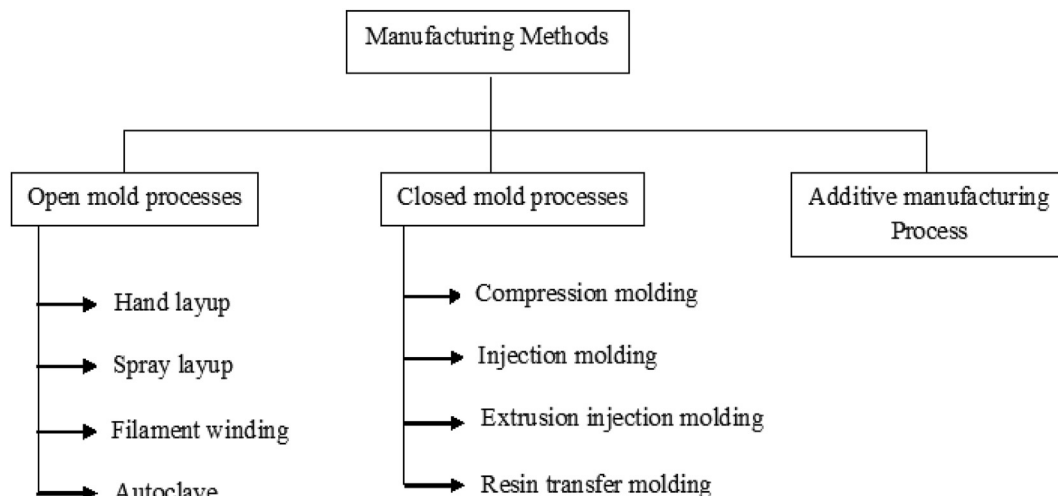 Manufacturing Methods
Open mold processes
Closed mold processes
Additive manufacturing
Process
Hand layup
Spray layup
Filament winding
Autoclave
Compression molding
Injection molding
Extrusion injection molding
Resin transfer molding